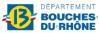 13
DÉPARTEMENT
BOUCHES
DU RHÔNE